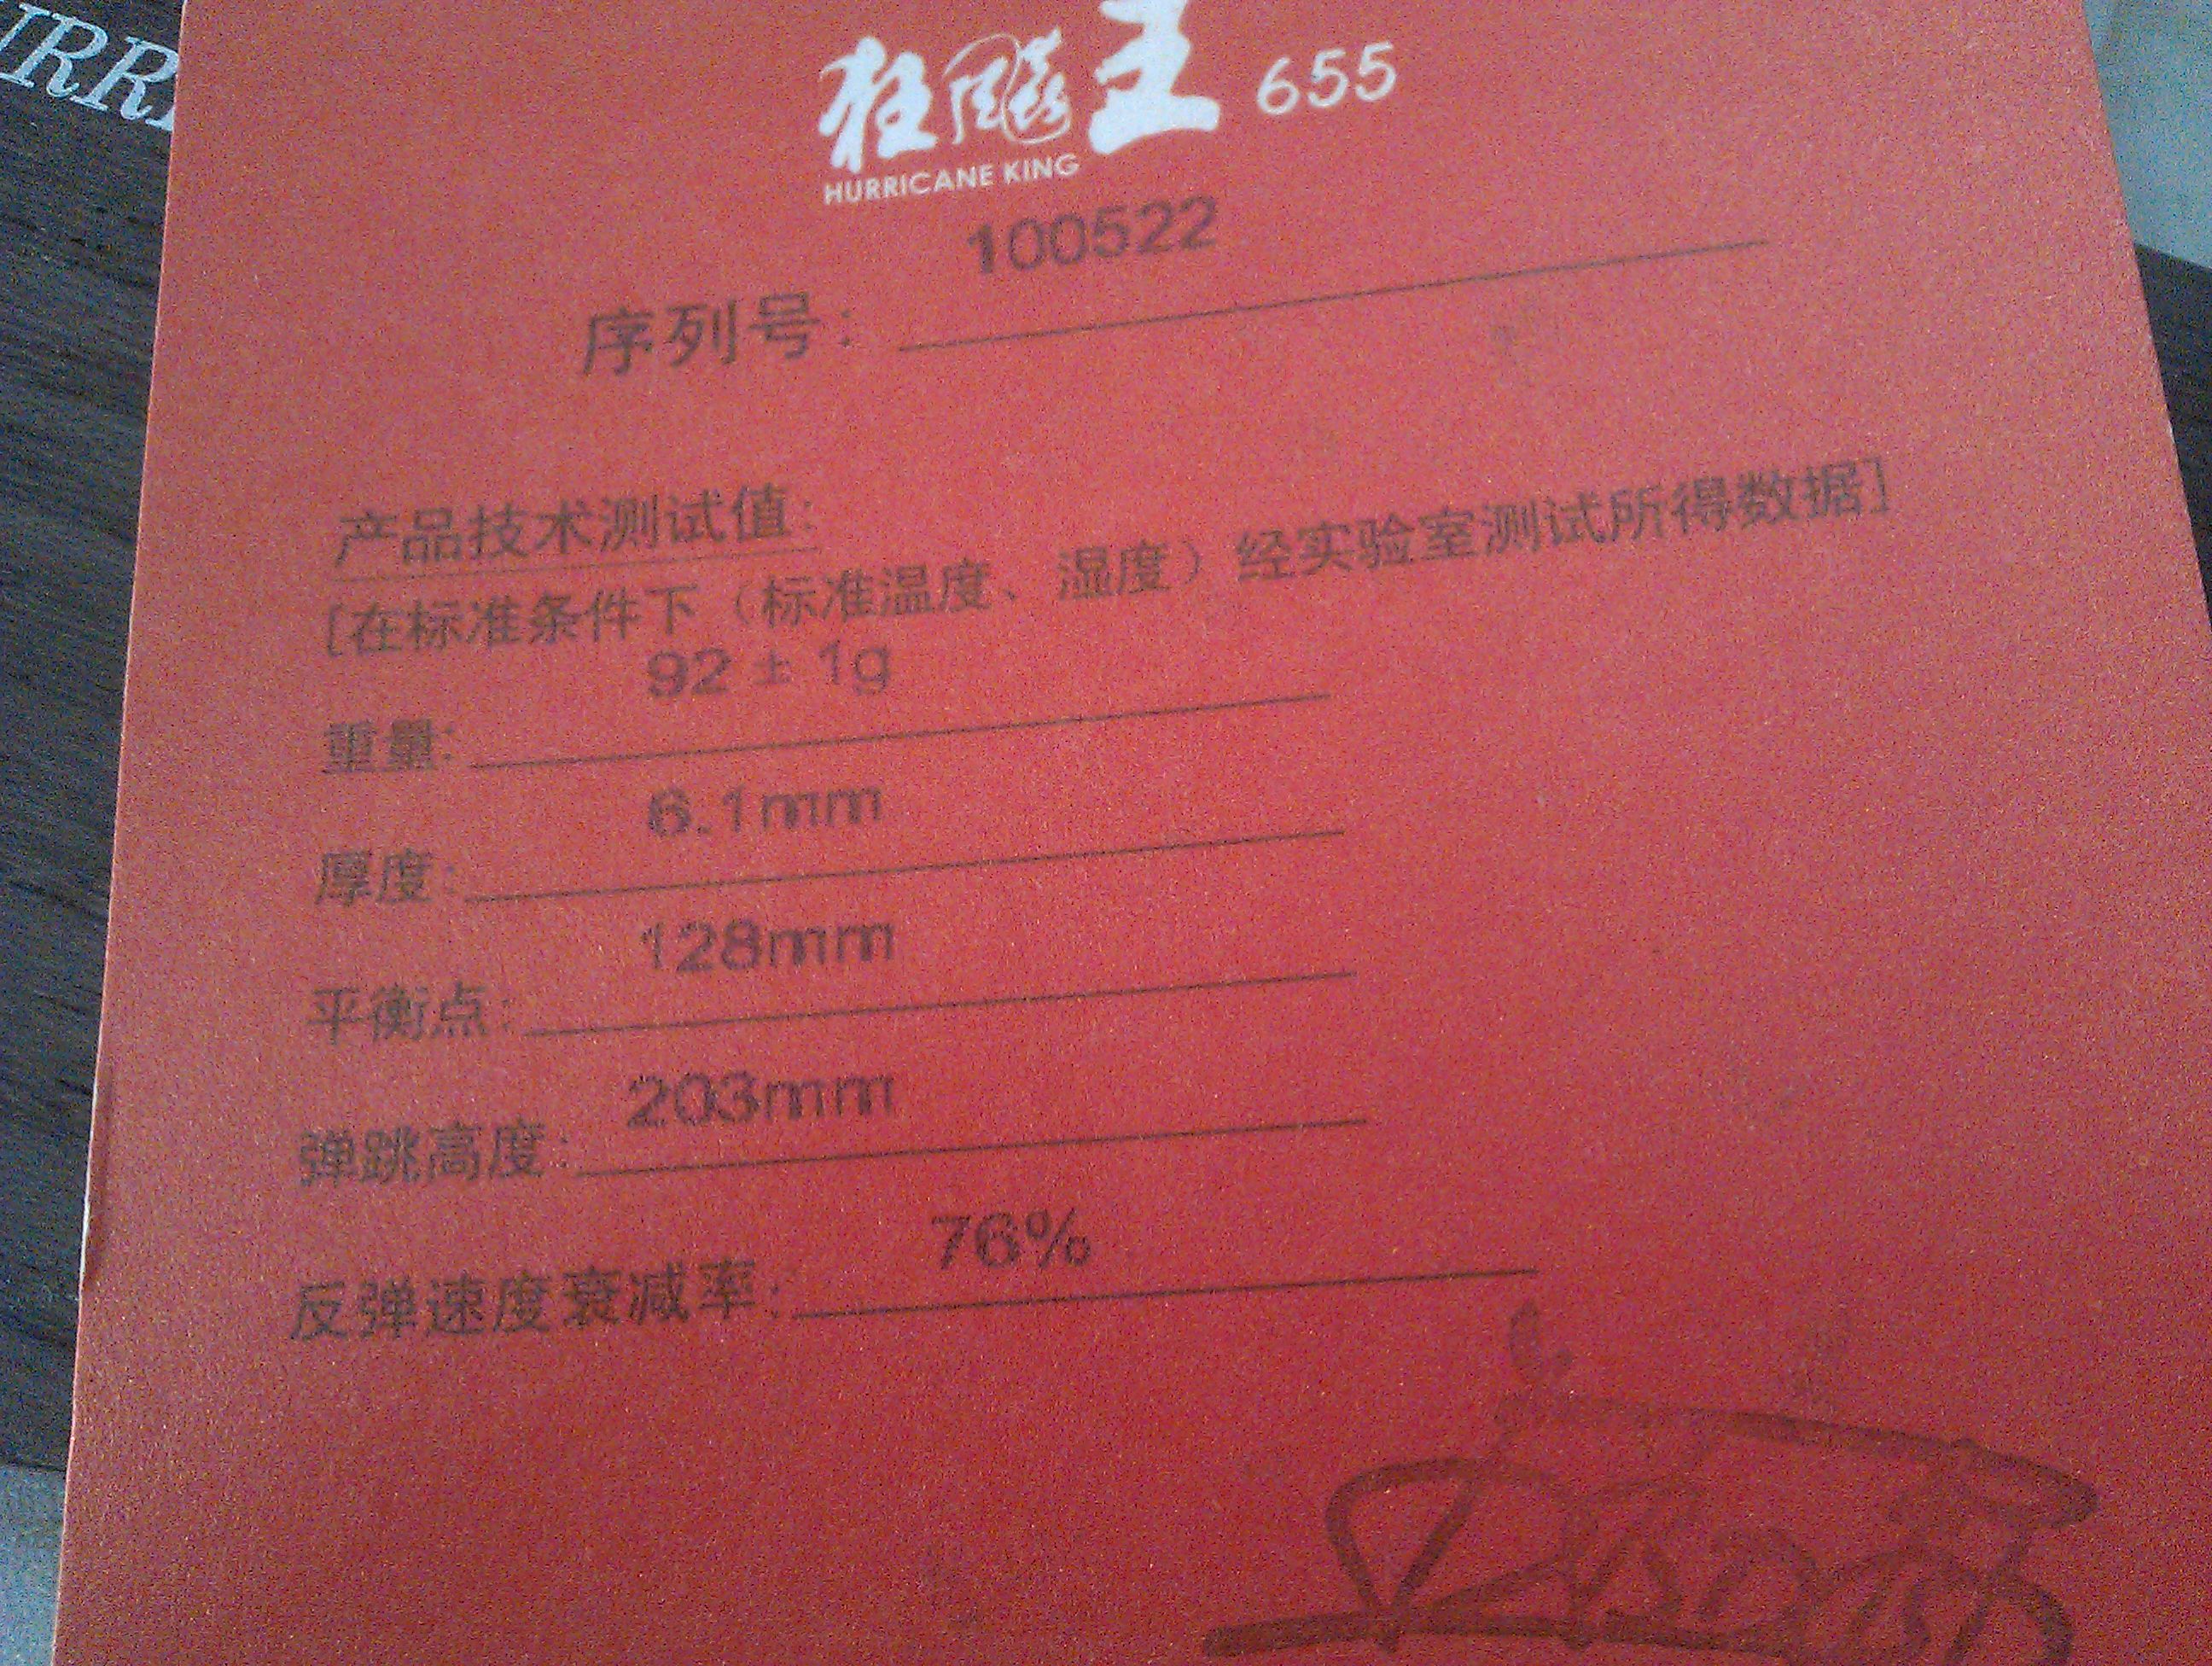 URRI
狂飚王 655
HURRICANE KING
100522
序列号:
产品技术测试值:
[在标准条件下（标准温度、湿度）经实验室测试所得数据]
92 ± 1g
重量:
6.1mm
厚度:
128mm
平衡点:
203mm
弹跳高度:
76%
反弹速度衰减率: